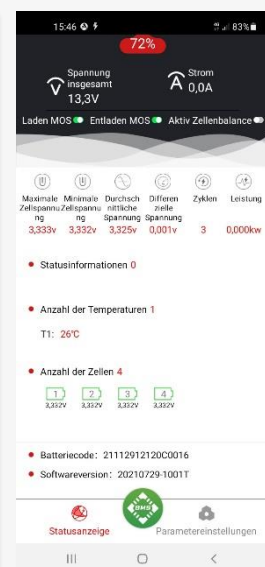 15:46 83%
72%
Spannung
insgesamt
13,3V
Strom
0,0A
V A
Laden MOS Entladen MOS Aktiv Zellenbalance
Maximale Minimale Durchsch Differen Zyklen Leistung
Zellspannu Zellspannu nittliche zielle
ng ng Spannung Spannung
3,333v 3,332v 3,325v 0,001v 3 0,000kw
Statusinformationen 0
Anzahl der Temperaturen 1
T1: 26℃
Anzahl der Zellen 4
1 2 3 4
3,332V 3,332V 3,332V 3,332V
Batteriecode: 21112912120C0016
Softwareversion: 20210729-1001T
BMS
Statusanzeige Parametereinstellungen